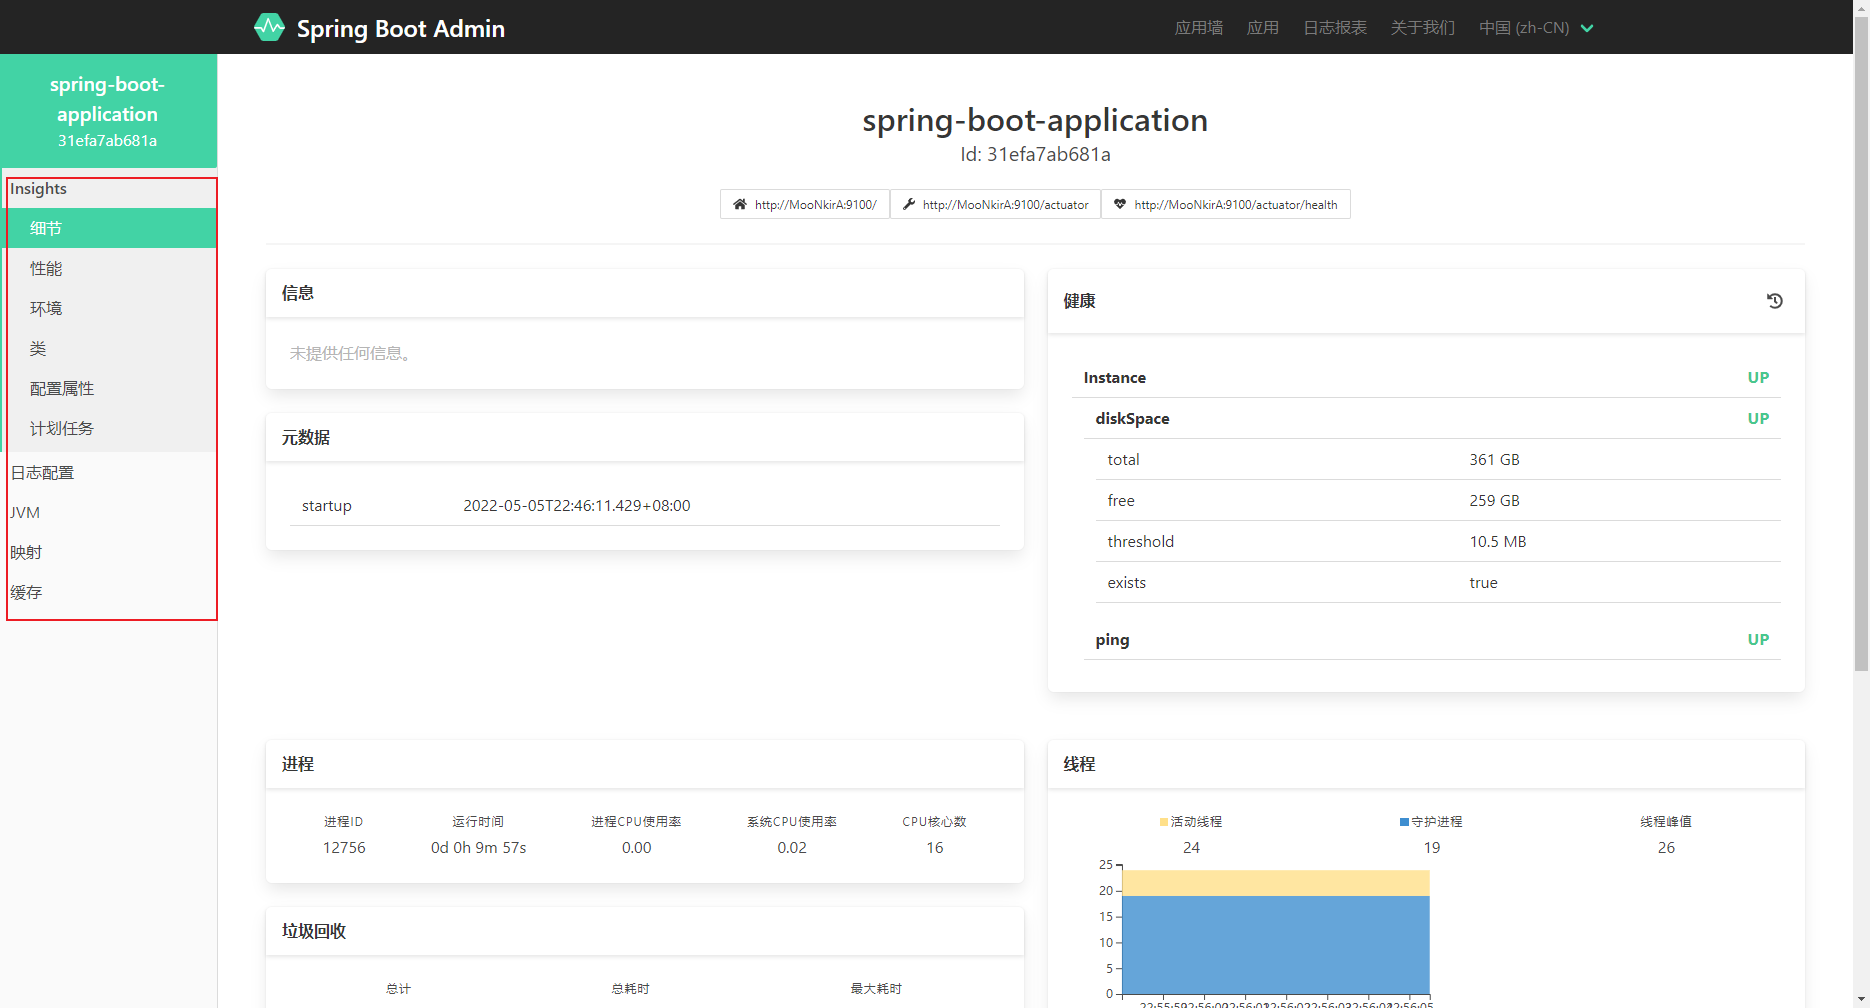 Spring Boot Admin
应用墙 应用 日志报表 关于我们 中国 (zh-CN)
spring-boot-
application
31efa7ab681a
Insights
细节
性能
环境
类
配置属性
计划任务
日志配置
JVM
映射
缓存
spring-boot-application
Id: 31efa7ab681a
http://MooNkirA:9100/ http://MooNkirA:9100/actuator http://MooNkirA:9100/actuator/health
信息
未提供任何信息。
元数据
startup 2022-05-05T22:46:11.429+08:00
健康
Instance UP
diskSpace UP
total 361 GB
free 259 GB
threshold 10.5 MB
exists true
ping UP
进程
进程ID 运行时间 进程CPU使用率 系统CPU使用率 CPU核心数
12756 0d 0h 9m 57s 0.00 0.02 16
垃圾回收
总计 总耗时 最大耗时
线程
活动线程 守护进程 线程峰值
24 19 26
25
20
15
10
5
0